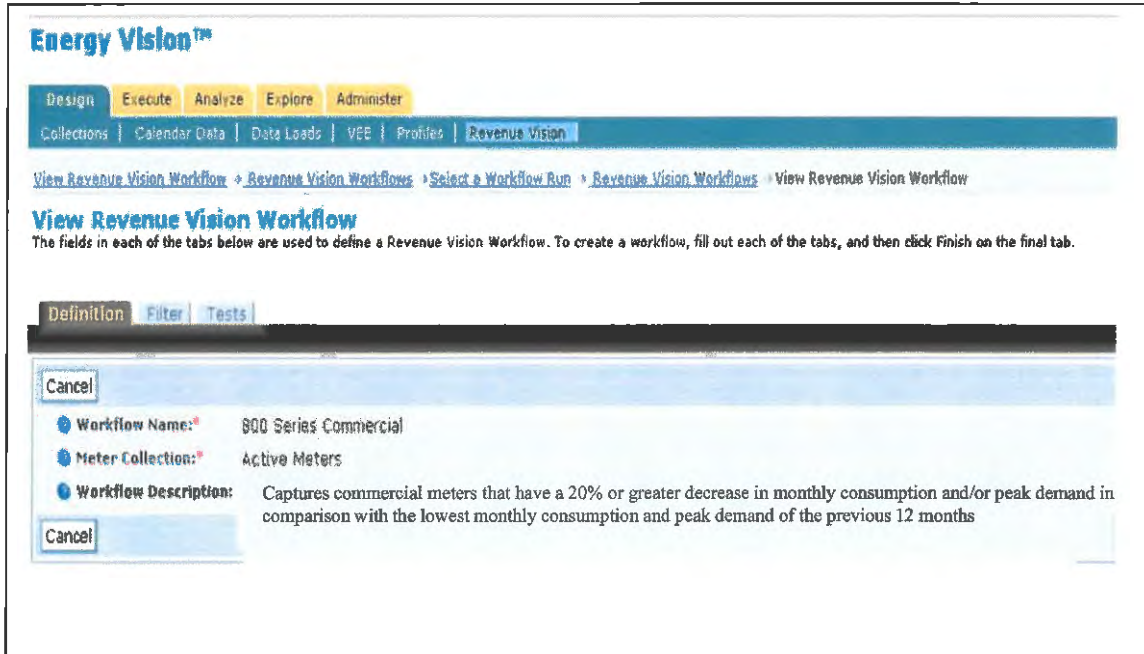 Energy Vision™
Design Execute Analyze Explore Administer
Collections | Calendar Data | Data Loads | VEE | Profiles | Revenue Vision
View Revenue Vision Workflow → Revenue Vision Workflows → Select a Workflow Run → Revenue Vision Workflows → View Revenue Vision Workflow
View Revenue Vision Workflow
The fields in each of the tabs below are used to define a Revenue Vision Workflow. To create a workflow, fill out each of the tabs, and then click Finish on the final tab.
Definition Filter Tests
Cancel
Workflow Name:* 800 Series Commercial
Meter Collection:* Active Meters
Workflow Description: Captures commercial meters that have a 20% or greater decrease in monthly consumption and/or peak demand in
comparison with the lowest monthly consumption and peak demand of the previous 12 months
Cancel